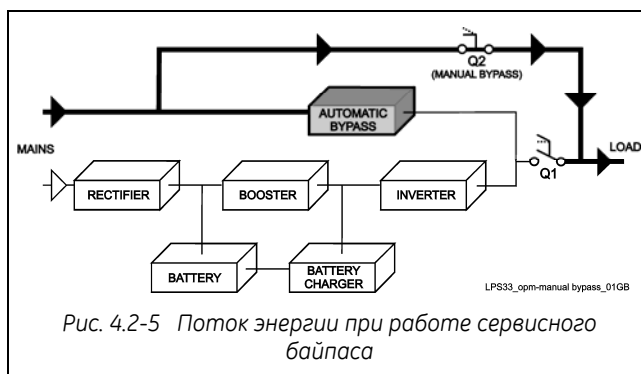 Q2
(MANUAL BYPASS)
AUTOMATIC
BYPASS
MAINS
LOAD
Q1
RECTIFIER
BOOSTER
INVERTER
BATTERY
BATTERY
CHARGER
LPS33_opm-manual bypass_01GB
Рис. 4.2-5 Поток энергии при работе сервисного
байпаса